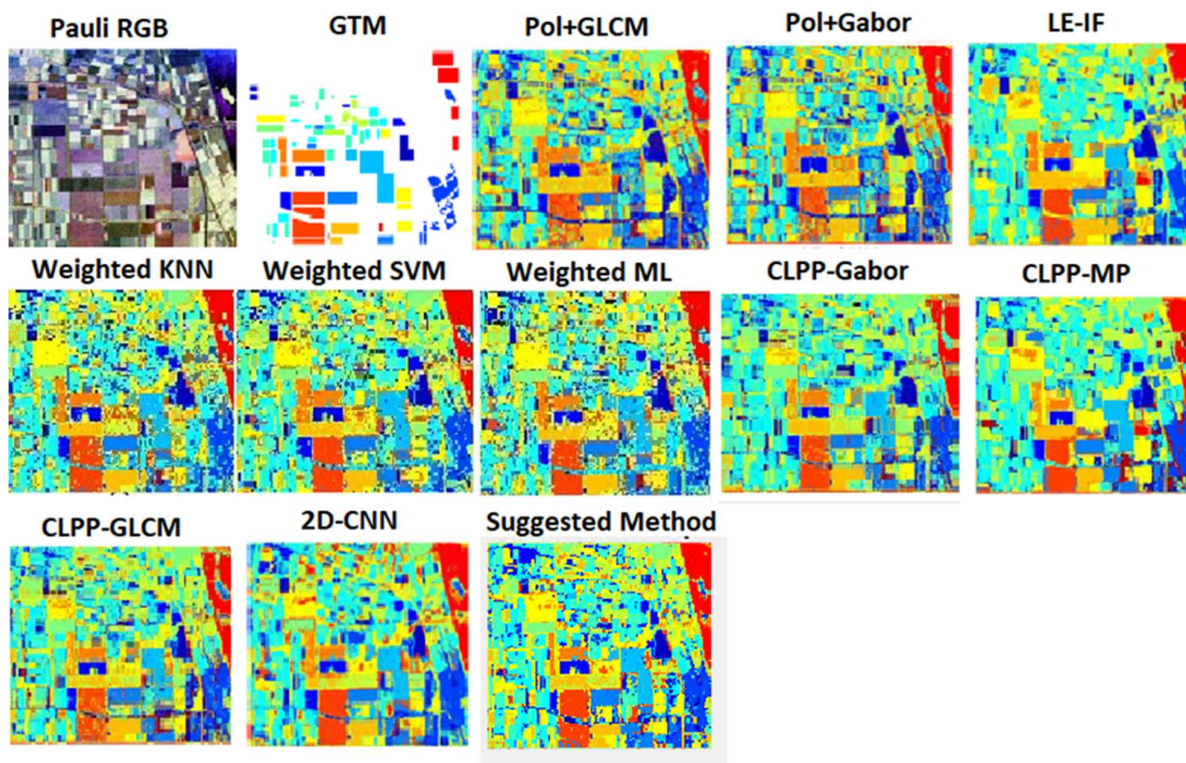 Pauli RGB
GTM
Pol+GLCM
Pol+Gabor
LE-IF
Weighted KNN
Weighted SVM
Weighted ML
CLPP-Gabor
CLPP-MP
CLPP-GLCM
2D-CNN
Suggested Method